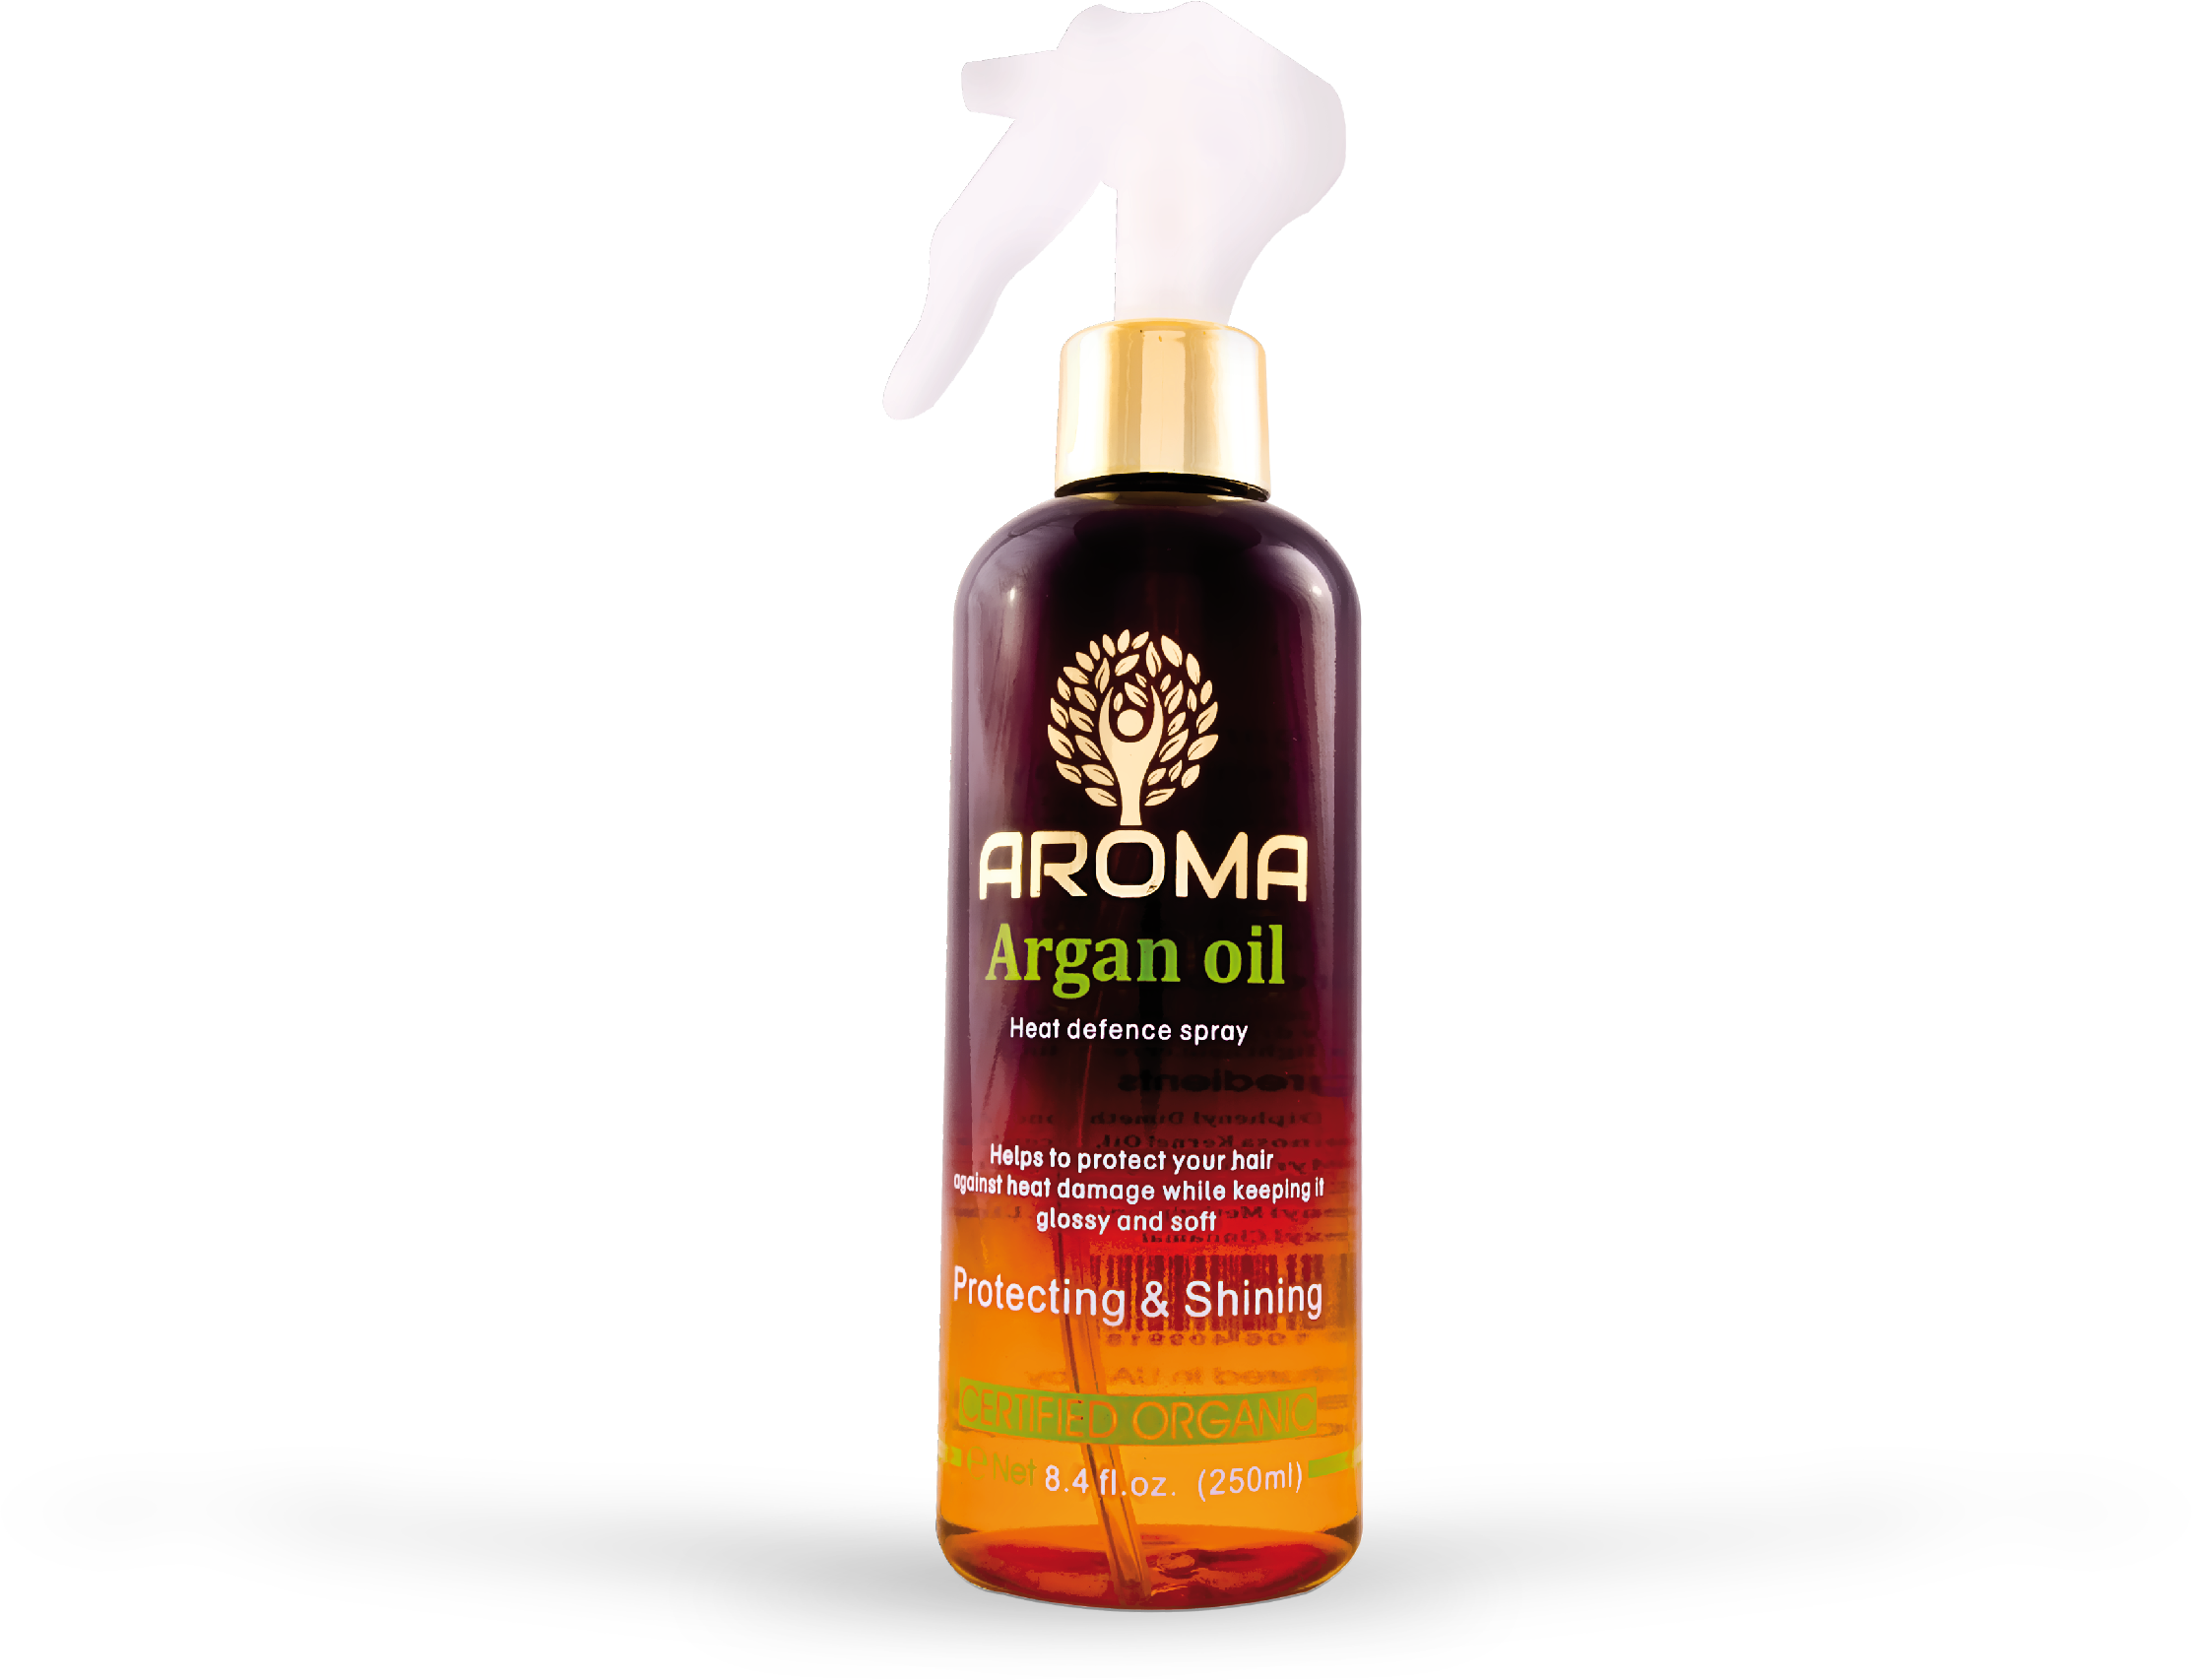 AROMA
Argan oil
Heat defence spray
Helps to protect your hair
against heat damage while keeping it
glossy and soft
Protecting & Shining
CERTIFIED ORGANIC
Net 8.4 fl.oz. (250ml)